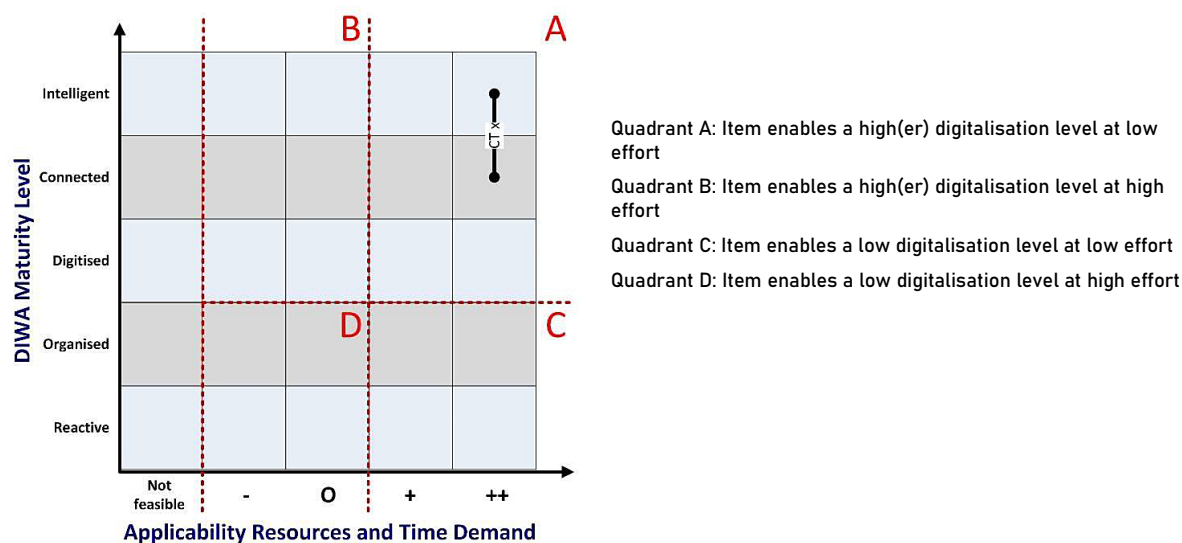 B
A
Intelligent
CT x
Connected
DIWA Maturity Level
Digitised
D
C
Organised
Reactive
Not
feasible
-
O
+
++
Applicability Resources and Time Demand
Quadrant A: Item enables a high(er) digitalisation level at low
effort
Quadrant B: Item enables a high(er) digitalisation level at high
effort
Quadrant C: Item enables a low digitalisation level at low effort
Quadrant D: Item enables a low digitalisation level at high effort